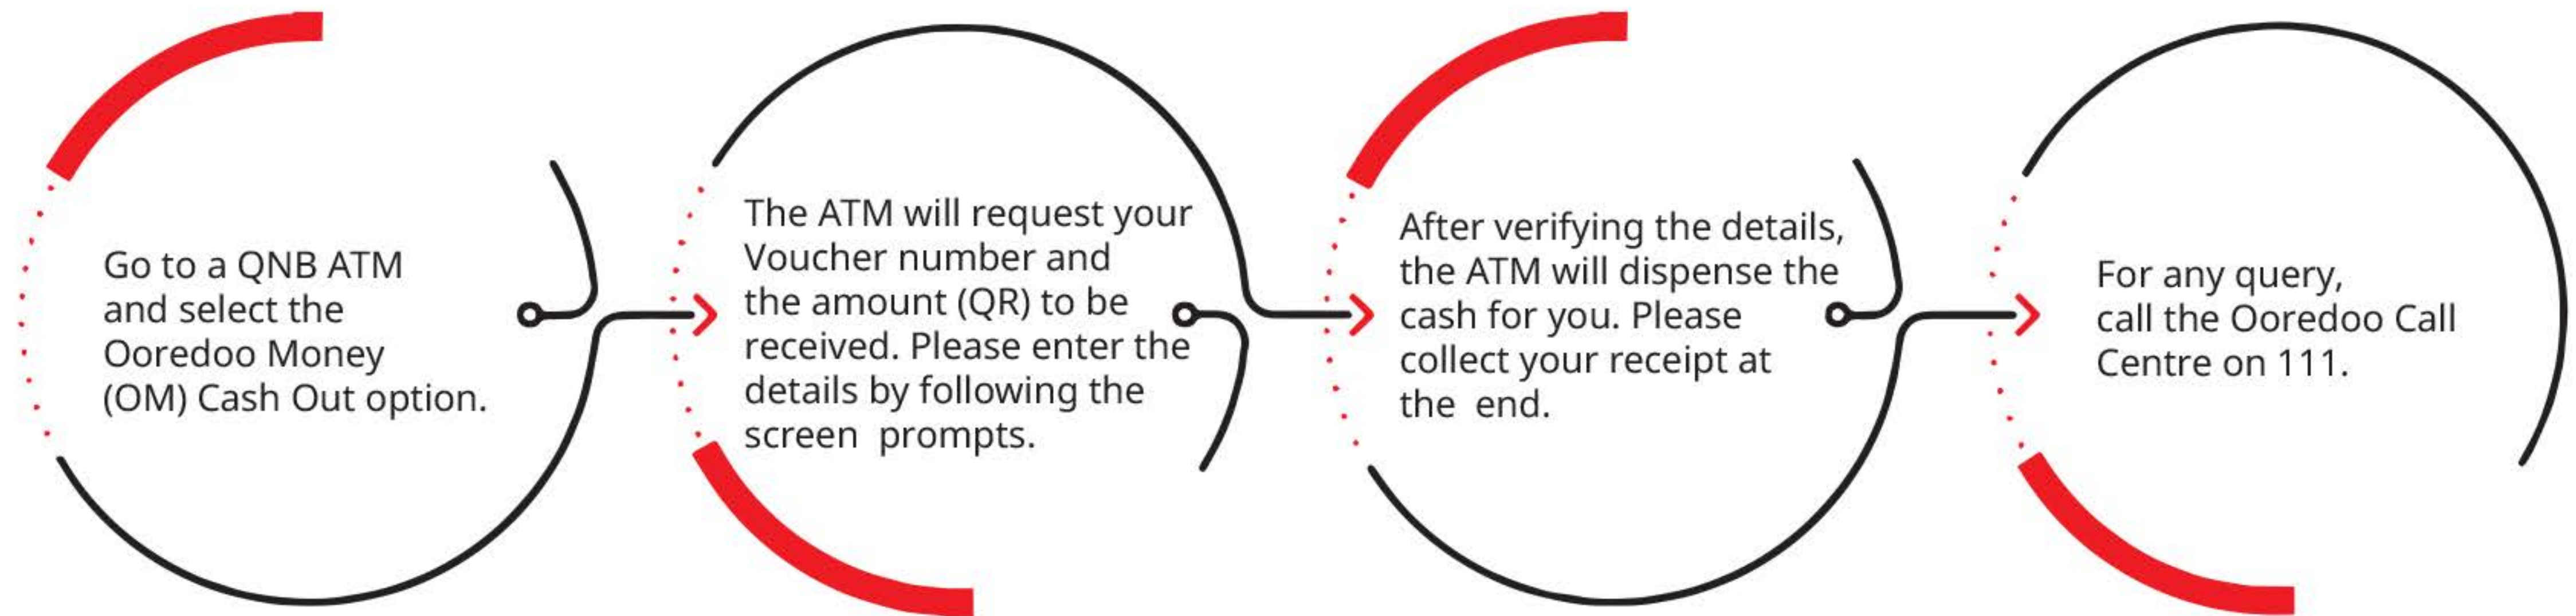 Go to a QNB ATM
and select the
Ooredoo Money
(OM) Cash Out option.
The ATM will request your
Voucher number and
the amount (QR) to be
received. Please enter the
details by following the
screen prompts.
After verifying the details,
the ATM will dispense the
cash for you. Please
collect your receipt at
the end.
For any query,
call the Ooredoo Call
Centre on 111.